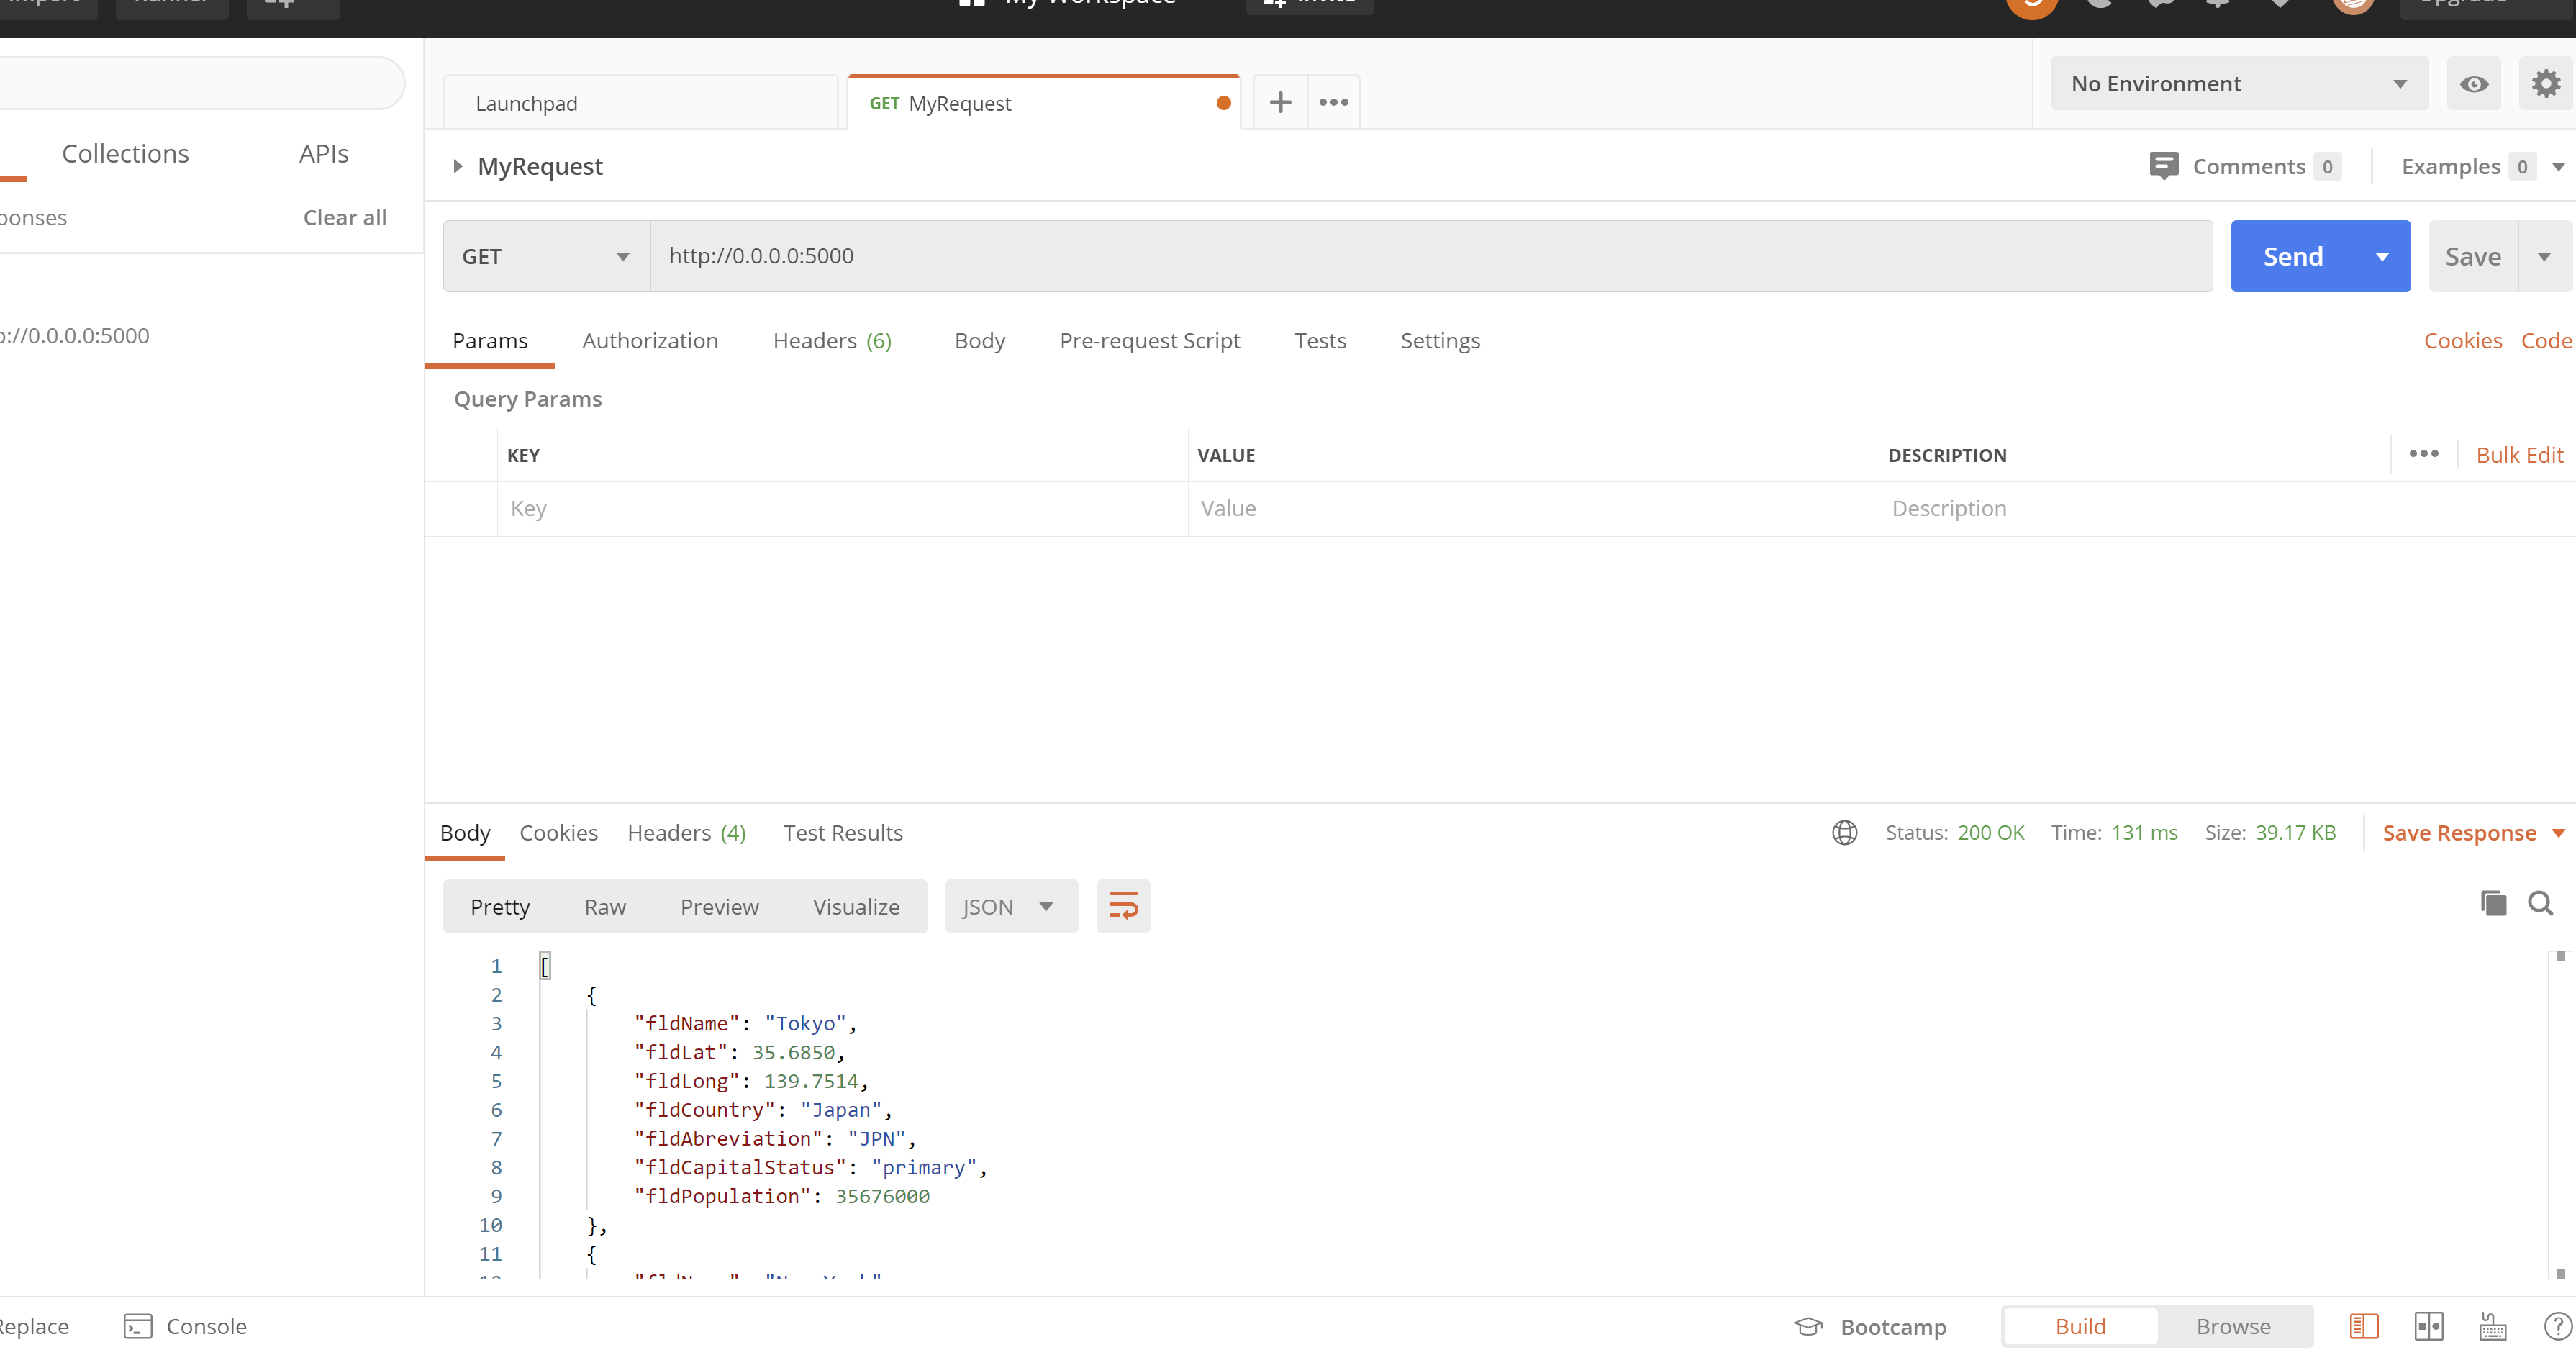 My Workspace
Launchpad
GET MyRequest
No Environment
Collections
APIs
MyRequest
Comments 0
Examples 0
ponses
Clear all
GET
http://0.0.0.0:5000
Send
Save
p://0.0.0.0:5000
Params
Authorization
Headers (6)
Body
Pre-request Script
Tests
Settings
Cookies
Code
Query Params
KEY
VALUE
DESCRIPTION
Bulk Edit
Key
Value
Description
Body
Cookies
Headers (4)
Test Results
Status: 200 OK
Time: 131 ms
Size: 39.17 KB
Save Response
Pretty
Raw
Preview
Visualize
JSON
1 [
2 {
3 "fldName": "Tokyo",
4 "fldLat": 35.6850,
5 "fldLong": 139.7514,
6 "fldCountry": "Japan",
7 "fldAbreviation": "JPN",
8 "fldCapitalStatus": "primary",
9 "fldPopulation": 35676000
10 },
11 {
Replace
Console
Bootcamp
Build
Browse